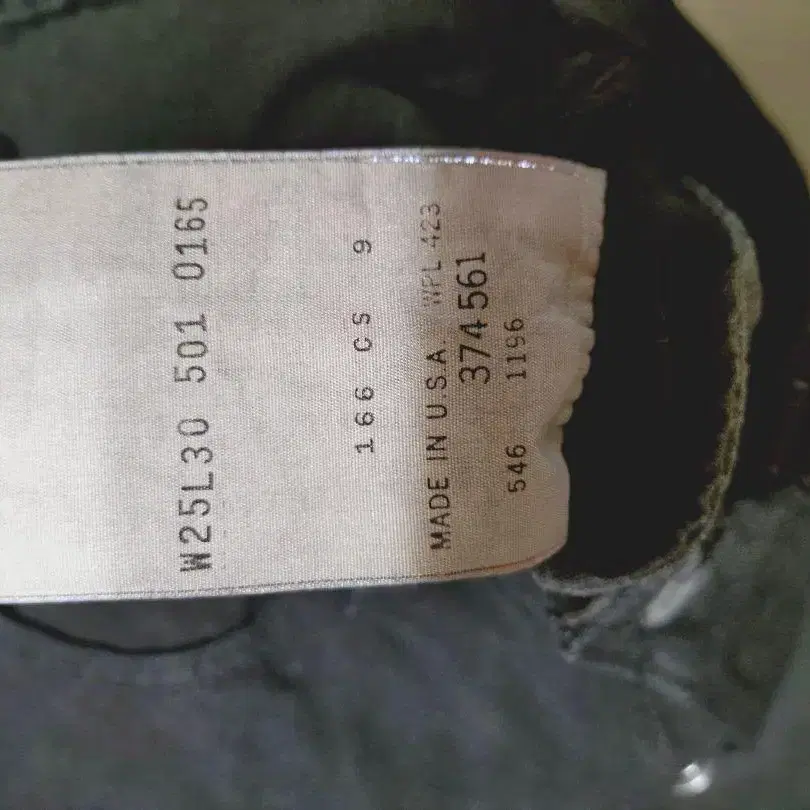 W25L30 501 0165
166 CS 9
MADE IN U.S.A. WPL 423
374561
546 1196